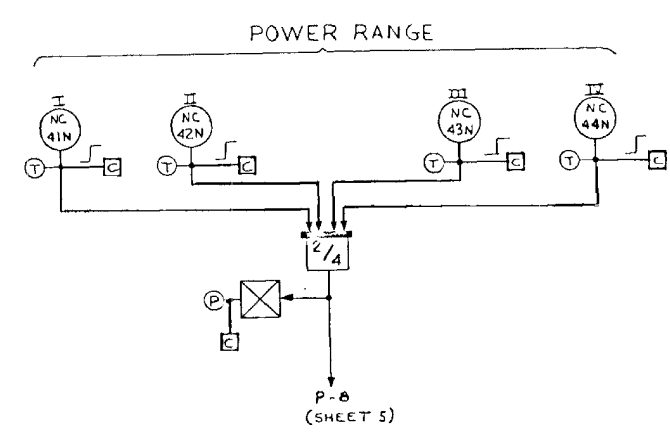 POWER RANGE
I
II
III
IV
NC
41N
NC
42N
NC
43N
NC
44N
T
C
T
C
T
C
T
C
2/4
P
C
P-8
(SHEET 5)